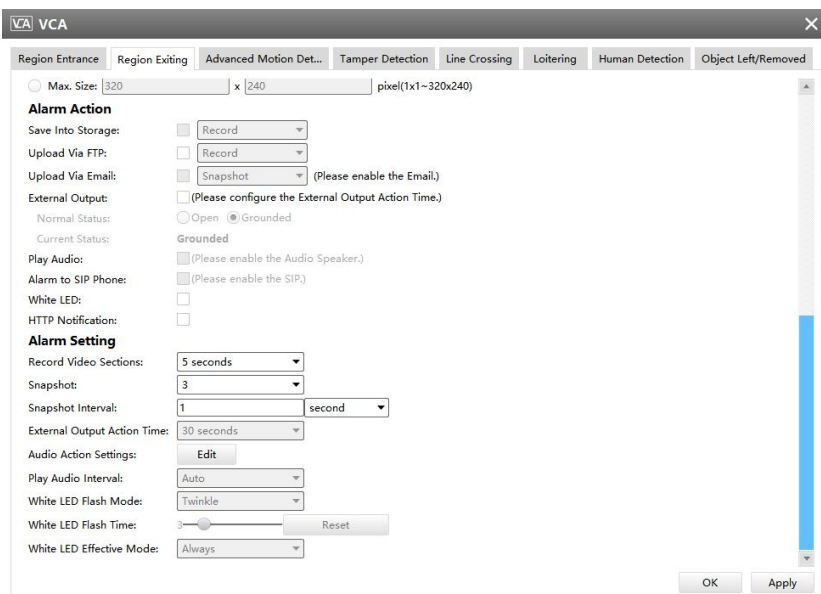 VCA VCA
Region Entrance Region Exiting Advanced Motion Det... Tamper Detection Line Crossing Loitering Human Detection Object Left/Removed
Max. Size: 320 x 240 pixel(1x1~320x240)
Alarm Action
Save Into Storage: Record
Upload Via FTP: Record
Upload Via Email: Snapshot (Please enable the Email.)
External Output: (Please configure the External Output Action Time.)
Normal Status: Open Grounded
Current Status: Grounded
Play Audio: (Please enable the Audio Speaker.)
Alarm to SIP Phone: (Please enable the SIP.)
White LED:
HTTP Notification:
Alarm Setting
Record Video Sections: 5 seconds
Snapshot: 3
Snapshot Interval: 1 second
External Output Action Time: 30 seconds
Audio Action Settings: Edit
Play Audio Interval: Auto
White LED Flash Mode: Twinkle
White LED Flash Time: 3 Reset
White LED Effective Mode: Always
OK Apply